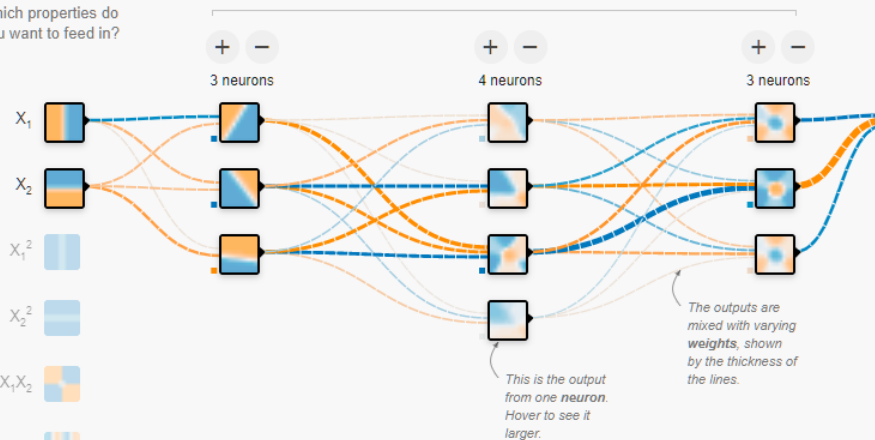 hich properties do
u want to feed in?
+ −
+ −
+ −
3 neurons
4 neurons
3 neurons
X₁
X₂
X₁²
X₂²
X₁X₂
The outputs are
mixed with varying
weights, shown
by the thickness of
the lines.
This is the output
from one neuron.
Hover to see it
larger.